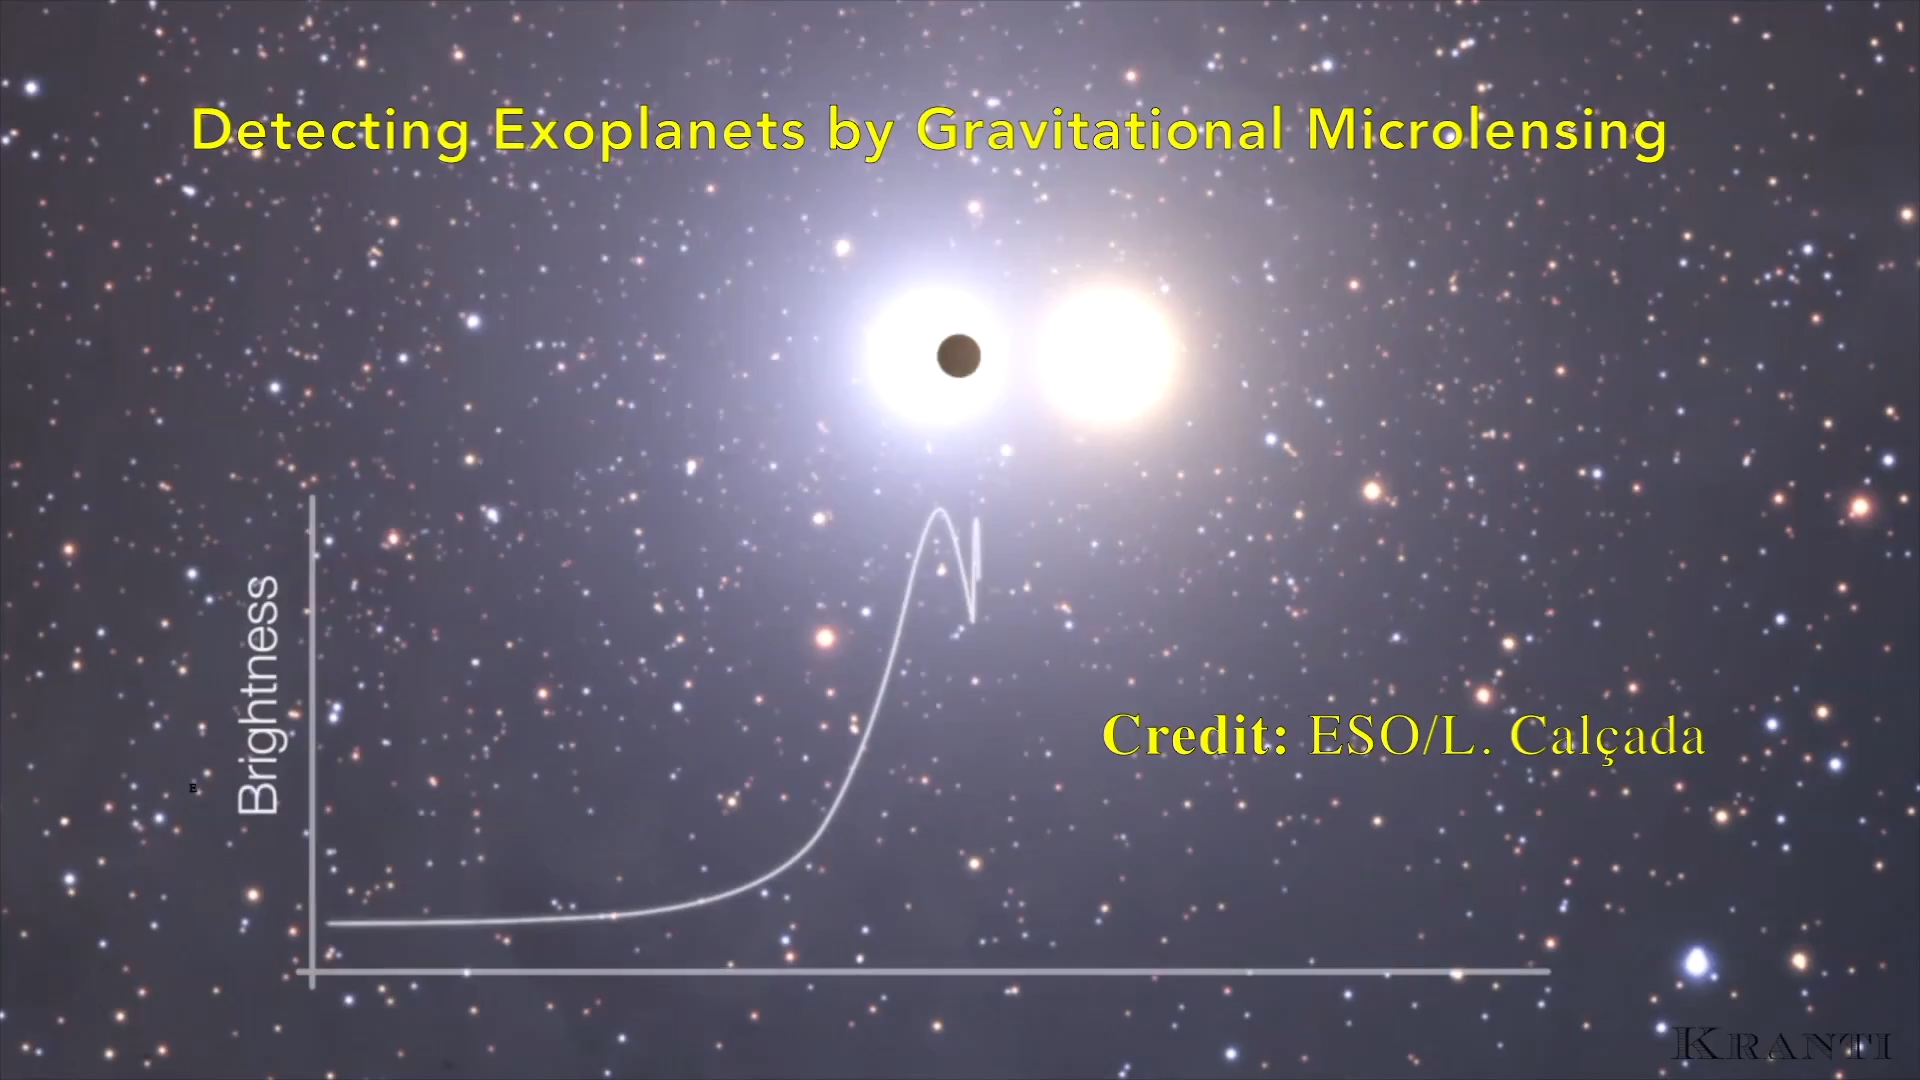 Detecting Exoplanets by Gravitational Microlensing
Brightness
Credit: ESO/L. Calçada
E
KRANTI